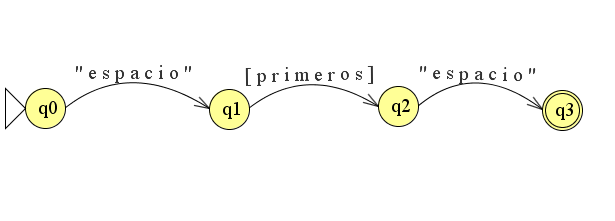 "espacio" [primeros] "espacio"
q0 q1 q2 q3